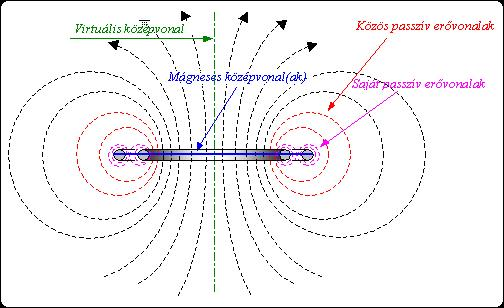 Virtuális középvonal
Közös passzív erővonalak
Mágneses középvonal(ak)
Saját passzív erővonalak